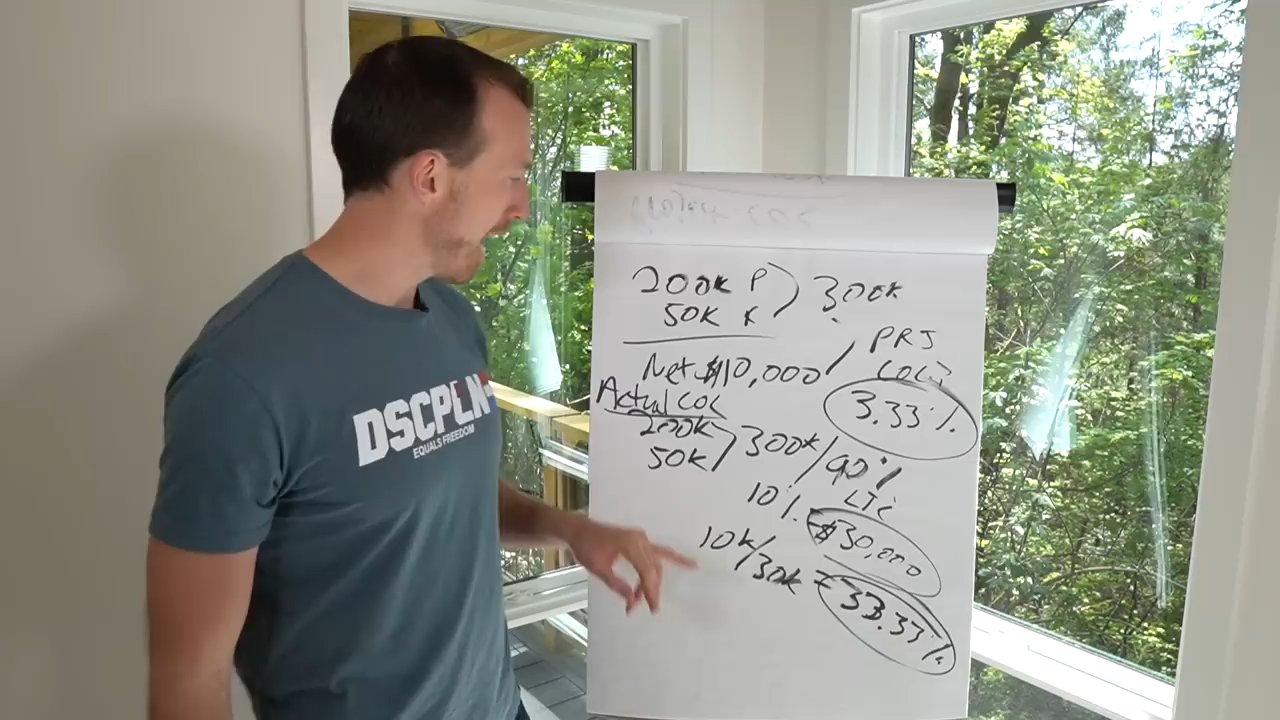 200k P ) 300k
50k
PRJ
Net $10,000 /
COC
3.33%
Actual COC
200k
50k / 300k / 90%
LTC
10%
$30,000
10k/30k = 33.33%
DSCPLN
EQUALS FREEDOM